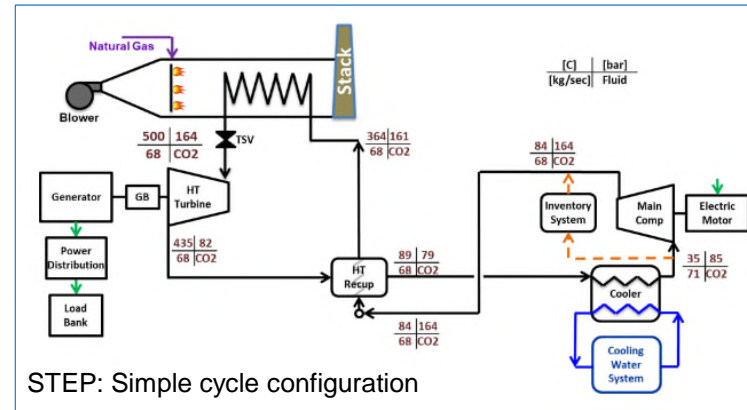 Natural Gas
Stack
[C] [bar]
[kg/sec] Fluid
Blower
TSV
500 164
68 CO2
364 161
68 CO2
84 164
68 CO2
Generator
GB
HT
Turbine
Inventory
System
Main
Comp
Electric
Motor
435 82
68 CO2
Power
Distribution
HT
Recup
89 79
68 CO2
35 85
71 CO2
Cooler
Load
Bank
84 164
68 CO2
Cooling
Water
System
STEP: Simple cycle configuration